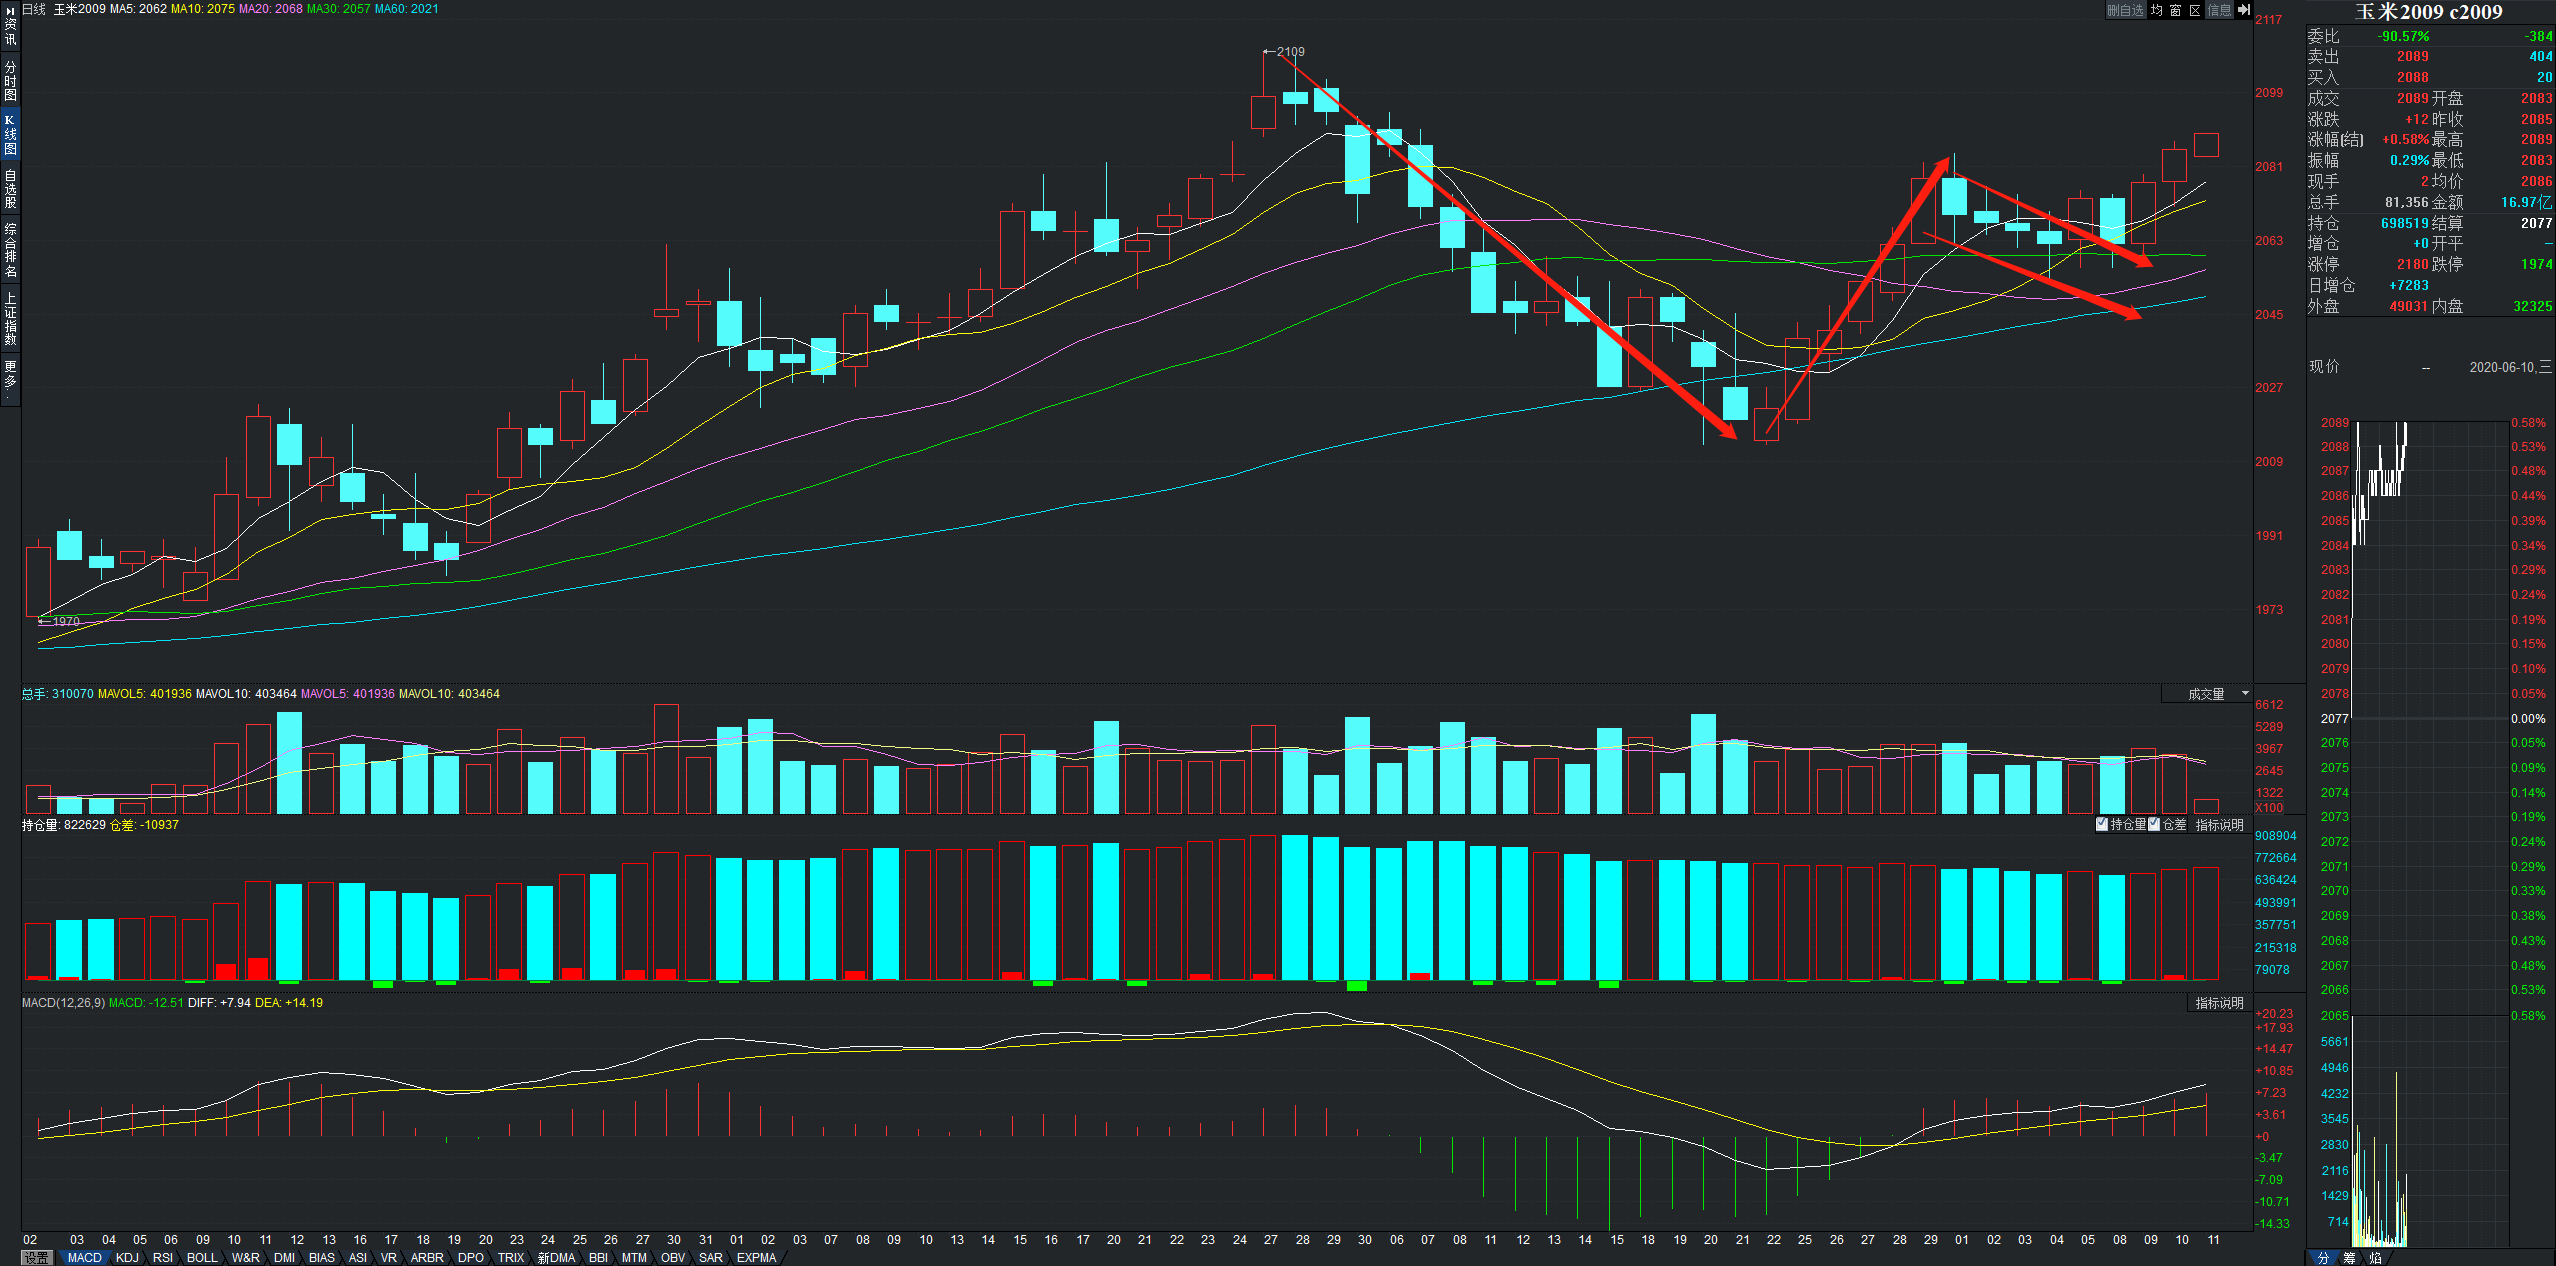 日线 玉米2009 MA5: 2062 MA10: 2075 MA20: 2068 MA30: 2057 MA60: 2021
删自选 均 窗 区 信息
资讯
分时图
K线图
自选股
综合排名
上证指数
更多
2109
1970
2117
2099
2081
2063
2045
2027
2009
1991
1973
总手: 310070 MAVOL5: 401936 MAVOL10: 403464 MAVOL5: 401936 MAVOL10: 403464
成交量
6612
5289
3967
2645
1322
X100
持仓量: 822629 仓差: -10937
持仓量 仓差 指标说明
908904
772664
636424
493991
357751
215318
79078
MACD(12,26,9) MACD: -12.51 DIFF: +7.94 DEA: +14.19
指标说明
+20.23
+17.93
+14.47
+10.85
+7.23
+3.61
+0
-3.47
-7.09
-10.71
-14.33
02 03 04 05 06 09 10 11 12 13 16 17 18 19 20 23 24 25 26 27 30 31 01 02 03 07 08 09 10 13 14 15 16 17 20 21 22 23 24 27 28 29 30 06 07 08 11 12 13 14 15 18 19 20 21 22 25 26 27 28 29 01 02 03 04 05 08 09 10 11
设置 MACD KDJ RSI BOLL W&R DMI BIAS ASI VR ARBR DPO TRIX 新DMA BBI MTM OBV SAR EXPMA
玉米2009 c2009
委比 -90.57% -384
卖出 2089 404
买入 2088 20
成交 2089 开盘 2083
涨跌 +12 昨收 2085
涨幅(结) +0.58% 最高 2089
振幅 0.29% 最低 2083
现手 2 均价 2086
总手 81,356 金额 16.97亿
持仓 698519 结算 2077
增仓 +0 开平 –
涨停 2180 跌停 1974
日增仓 +7283
外盘 49031 内盘 32325
现价 -- 2020-06-10,三
2089 0.58%
2088 0.53%
2087 0.48%
2086 0.44%
2085 0.39%
2084 0.34%
2083 0.29%
2082 0.24%
2081 0.19%
2080 0.15%
2079 0.10%
2078 0.05%
2077 0.00%
2076 0.05%
2075 0.09%
2074 0.14%
2073 0.19%
2072 0.24%
2071 0.29%
2070 0.33%
2069 0.38%
2068 0.43%
2067 0.48%
2066 0.53%
2065 0.58%
5661
4946
4232
3545
2830
2116
1429
714
分 筹 焰